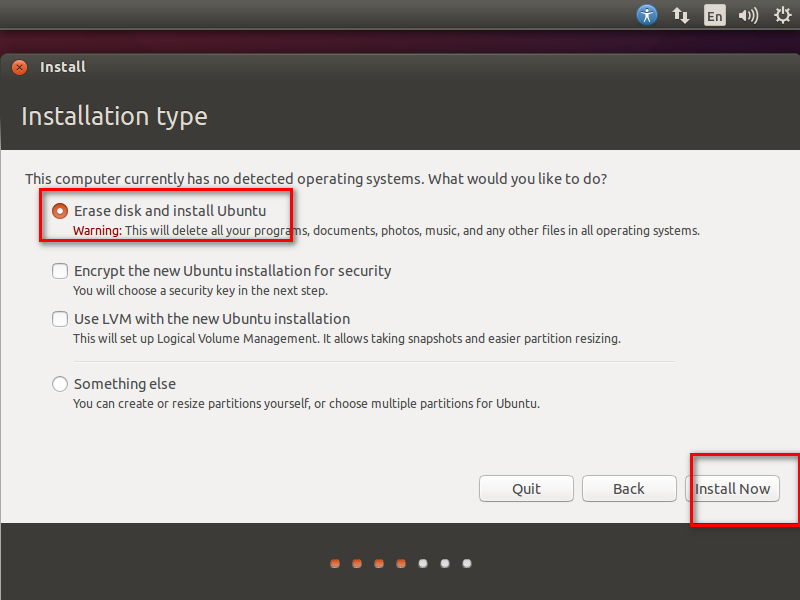 En
Install
Installation type
This computer currently has no detected operating systems. What would you like to do?
Erase disk and install Ubuntu
Warning: This will delete all your programs, documents, photos, music, and any other files in all operating systems.
Encrypt the new Ubuntu installation for security
You will choose a security key in the next step.
Use LVM with the new Ubuntu installation
This will set up Logical Volume Management. It allows taking snapshots and easier partition resizing.
Something else
You can create or resize partitions yourself, or choose multiple partitions for Ubuntu.
Quit Back Install Now